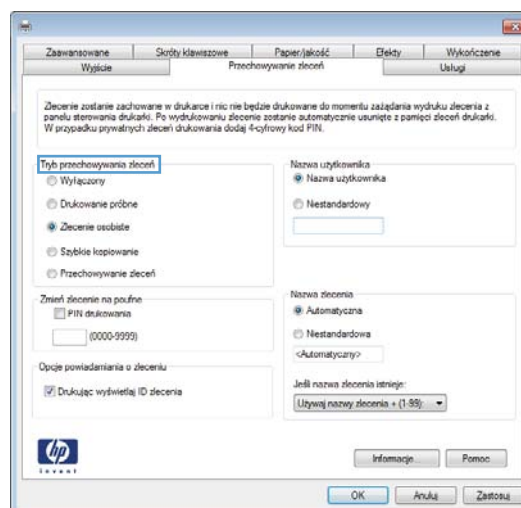 Zaawansowane Skróty klawiszowe Papier/jakość Efekty Wykończenie
Wyjście Przechowywanie zleceń Usługi
Zlecenie zostanie zachowane w drukarce i nic nie będzie drukowane do momentu zażądania wydruku zlecenia z
panelu sterowania drukarki. Po wydrukowaniu zlecenie zostanie automatycznie usunięte z pamięci zleceń drukarki.
W przypadku prywatnych zleceń drukowania dodaj 4-cyfrowy kod PIN.
Tryb przechowywania zleceń
Wyłączony
Drukowanie próbne
Zlecenie osobiste
Szybkie kopiowanie
Przechowywanie zleceń
Nazwa użytkownika
Nazwa użytkownika
Niestandardowy
Zmień zlecenie na poufne
PIN drukowania
(0000-9999)
Nazwa zlecenia
Automatyczna
Niestandardowa
<Automatyczny>
Opcje powiadamiania o zleceniu
Drukując wyświetlaj ID zlecenia
Jeśli nazwa zlecenia istnieje:
Używaj nazwy zlecenia + (1-99):
hp
invent
Informacje... Pomoc
OK Anuluj Zastosuj